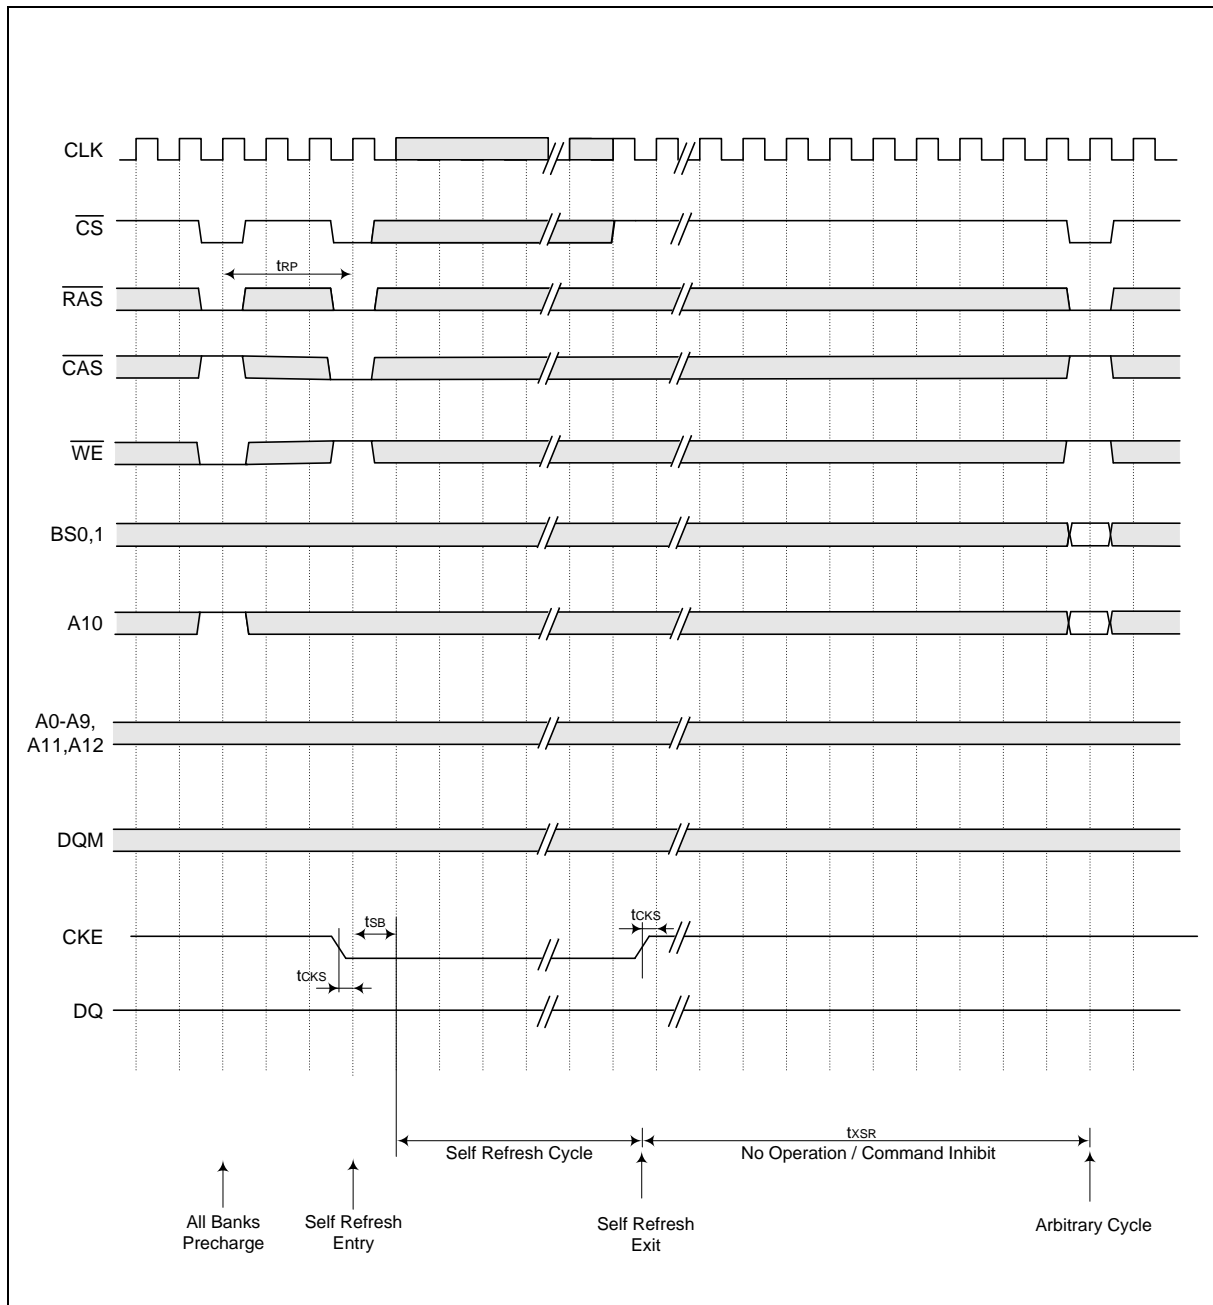 CLK
CS
tRP
RAS
CAS
WE
BS0,1
A10
A0-A9,
A11,A12
DQM
tSB
tCKS
CKE
tCKS
DQ
tXSR
Self Refresh Cycle
No Operation / Command Inhibit
All Banks
Precharge
Self Refresh
Entry
Self Refresh
Exit
Arbitrary Cycle